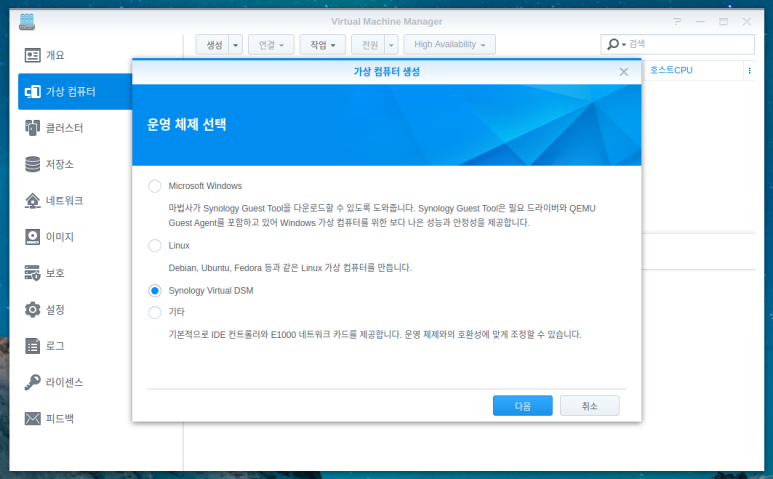 Virtual Machine Manager
생성
연결
작업
전원
High Availability
검색
개요
가상 컴퓨터
클러스터
저장소
네트워크
이미지
보호
설정
로그
라이센스
피드백
호스트CPU
가상 컴퓨터 생성
운영 체제 선택
Microsoft Windows
마법사가 Synology Guest Tool을 다운로드할 수 있도록 도와줍니다. Synology Guest Tool은 필요 드라이버와 QEMU
Guest Agent를 포함하고 있어 Windows 가상 컴퓨터를 위한 보다 나은 성능과 안정성을 제공합니다.
Linux
Debian, Ubuntu, Fedora 등과 같은 Linux 가상 컴퓨터를 만듭니다.
Synology Virtual DSM
기타
기본적으로 IDE 컨트롤러와 E1000 네트워크 카드를 제공합니다. 운영 체제와의 호환성에 맞게 조정할 수 있습니다.
다음
취소